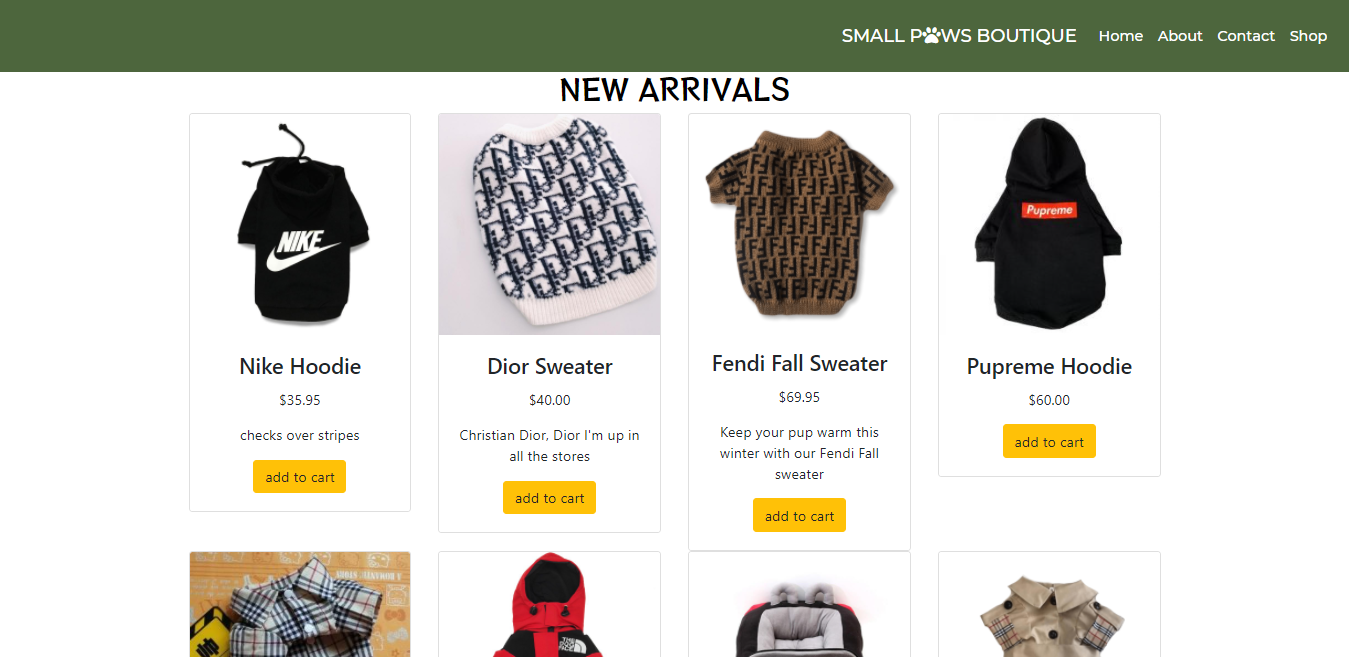 SMALL PAWS BOUTIQUE Home About Contact Shop
NEW ARRIVALS
NIKE
Pupreme
Nike Hoodie
$35.95
checks over stripes
add to cart
Dior Sweater
$40.00
Christian Dior, Dior I'm up in
all the stores
add to cart
Fendi Fall Sweater
$69.95
Keep your pup warm this
winter with our Fendi Fall
sweater
add to cart
Pupreme Hoodie
$60.00
add to cart
THE
NORTH
FACE